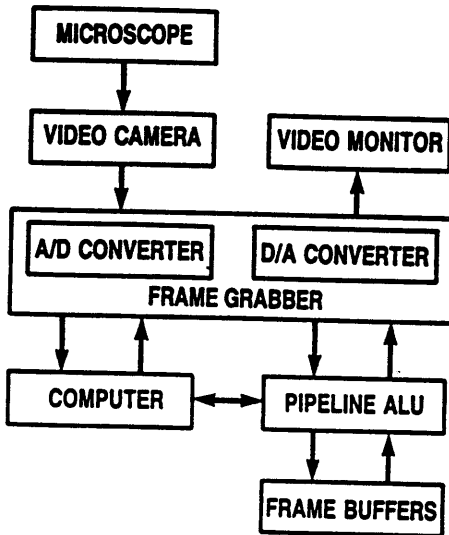 MICROSCOPE
VIDEO CAMERA
VIDEO MONITOR
A/D CONVERTER
D/A CONVERTER
FRAME GRABBER
COMPUTER
PIPELINE ALU
FRAME BUFFERS